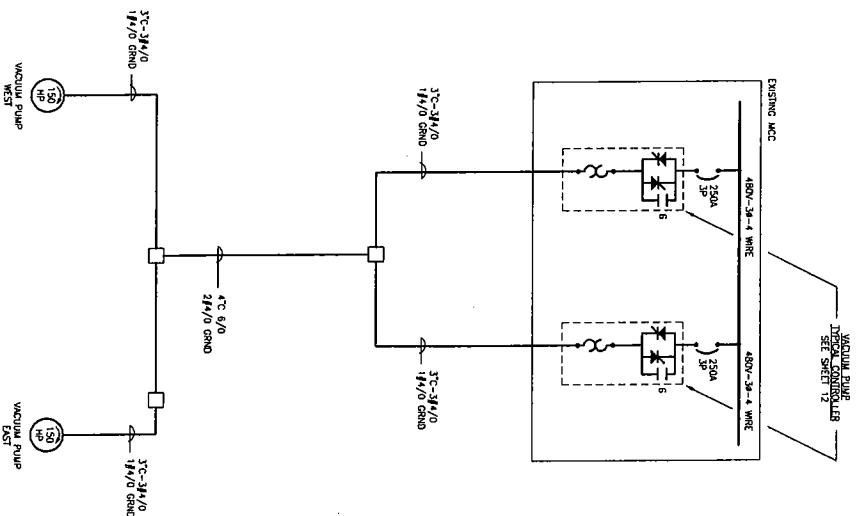 VACUUM PUMP
TYPICAL CONTROLLER
SEE SHEET 12
EXISTING MCC
480V-3ø-4 WIRE
480V-3ø-4 WIRE
250A
3P
250A
3P
6
6
3"C-3#4/0
1#4/0 GRND
3"C-3#4/0
1#4/0 GRND
4"C 6/0
2#4/0 GRND
3"C-3#4/0
1#4/0 GRND
3"C-3#4/0
1#4/0 GRND
150
HP
VACUUM PUMP
WEST
150
HP
VACUUM PUMP
EAST